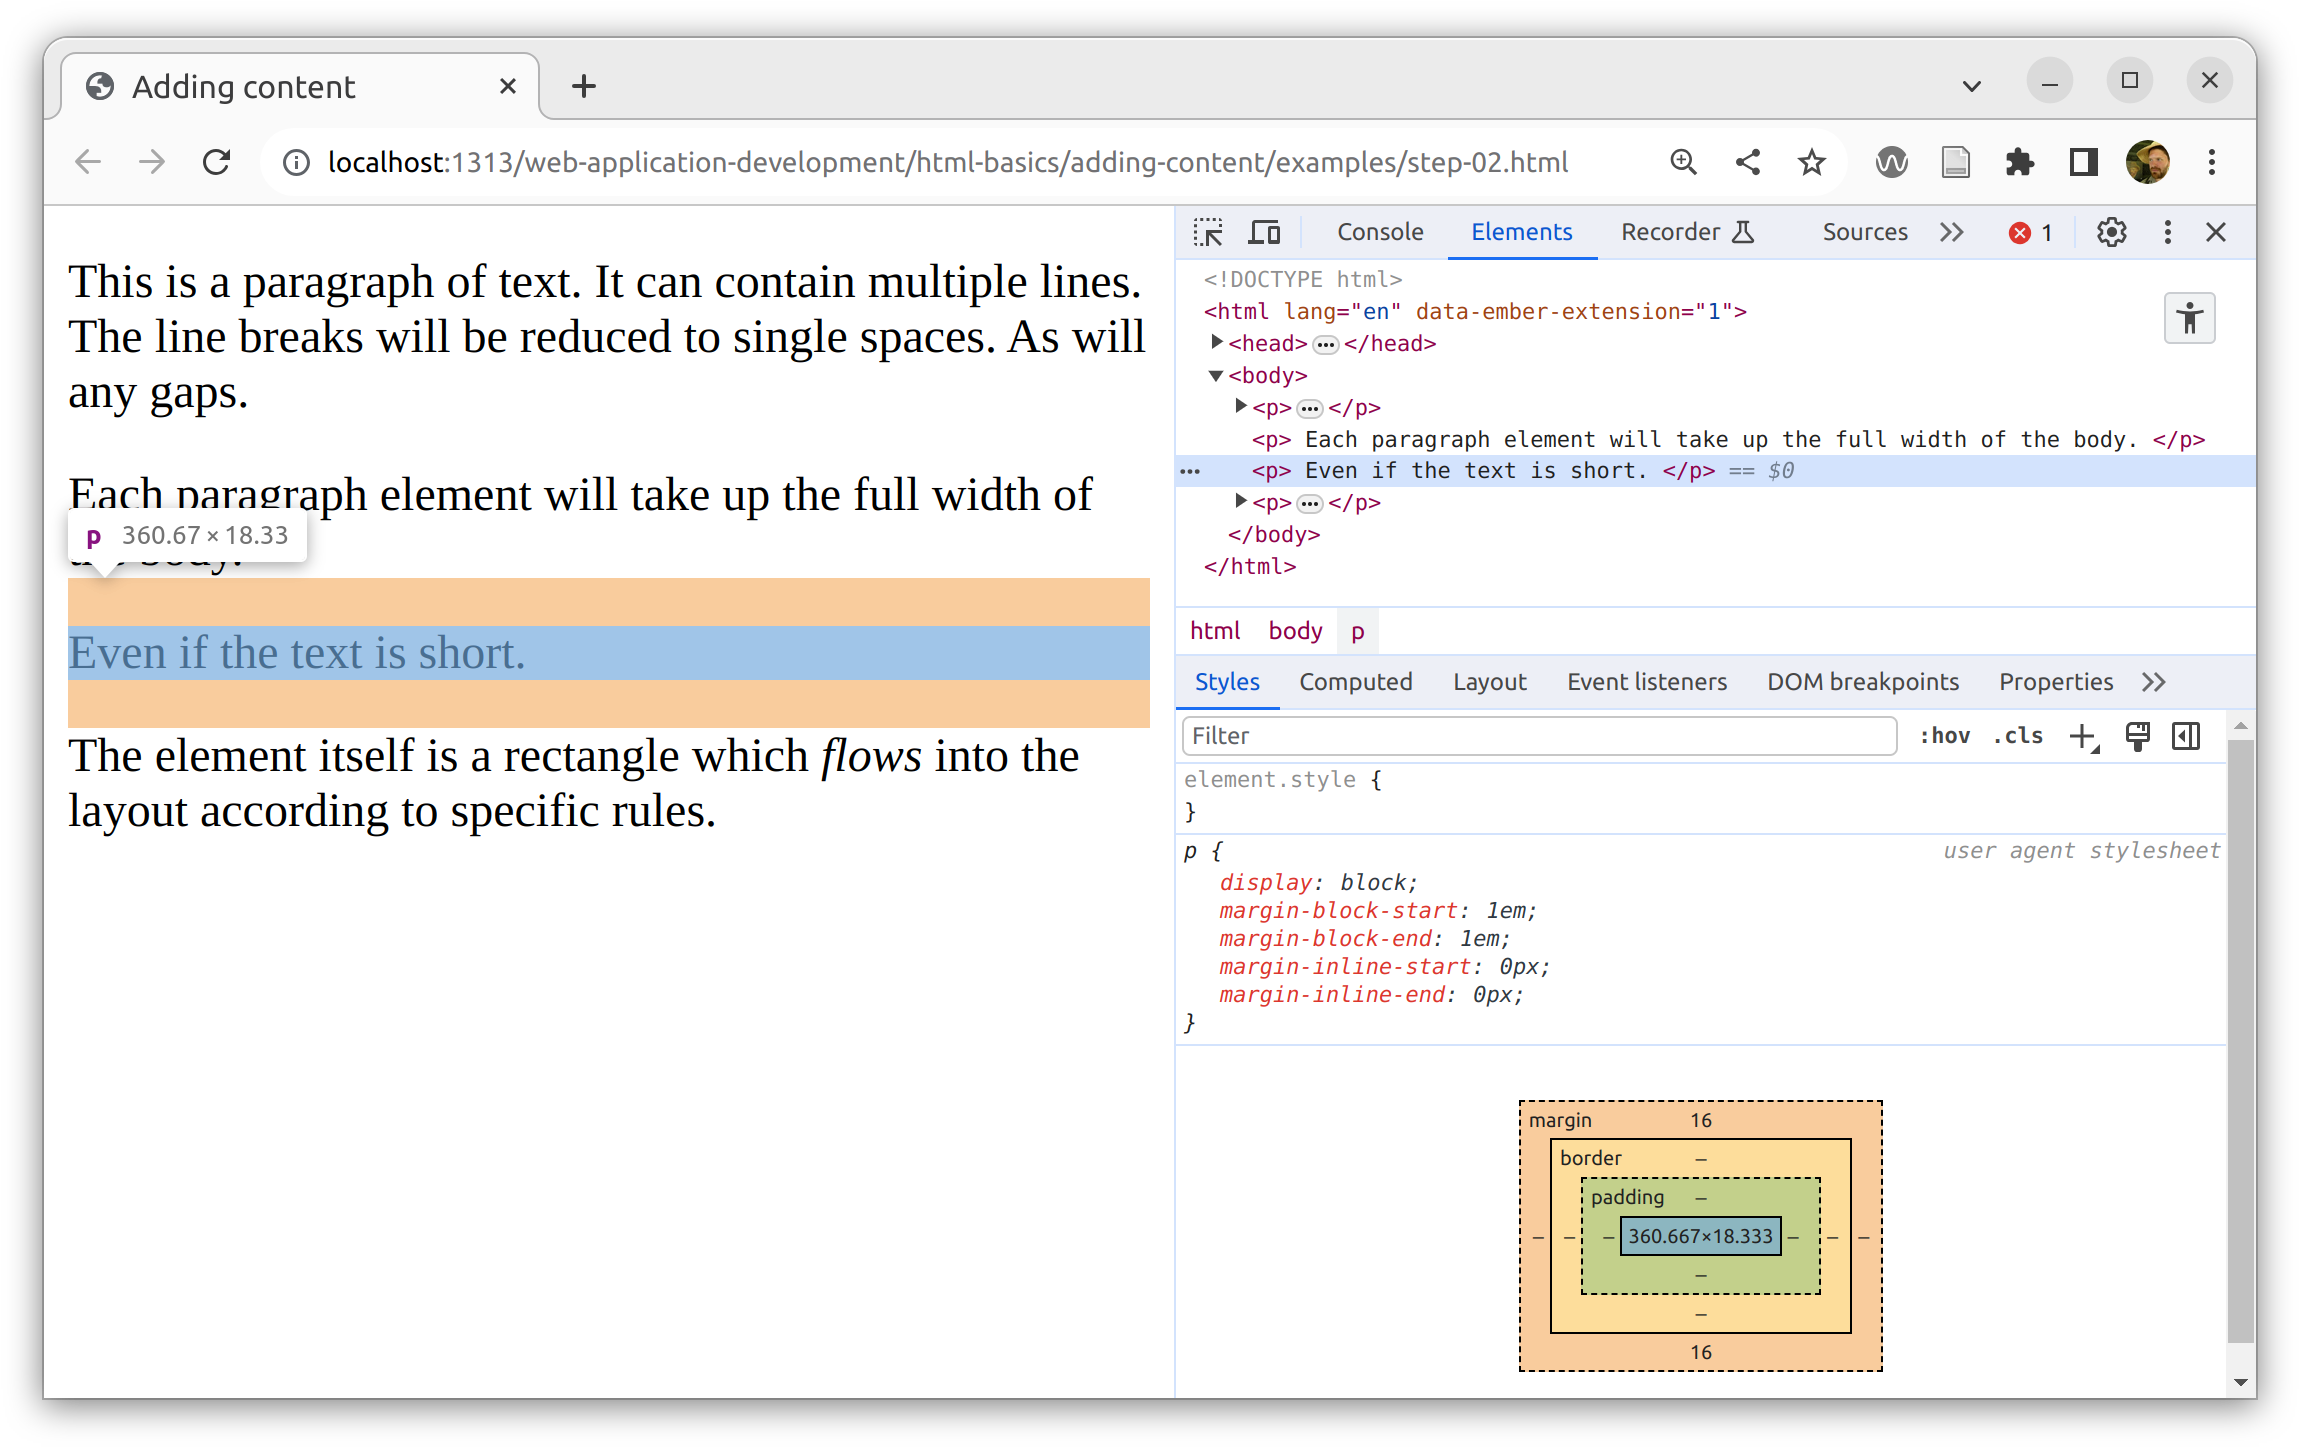 Adding content
localhost:1313/web-application-development/html-basics/adding-content/examples/step-02.html
This is a paragraph of text. It can contain multiple lines.
The line breaks will be reduced to single spaces. As will
any gaps.
Each paragraph element will take up the full width of
the body.
p 360.67 × 18.33
Even if the text is short.
The element itself is a rectangle which flows into the
layout according to specific rules.
Console Elements Recorder Sources 1
<!DOCTYPE html>
<html lang="en" data-ember-extension="1">
<head> ••• </head>
<body>
<p> ••• </p>
<p> Each paragraph element will take up the full width of the body. </p>
••• <p> Even if the text is short. </p> == $0
<p> ••• </p>
</body>
</html>
html body p
Styles Computed Layout Event listeners DOM breakpoints Properties
Filter :hov .cls
element.style {
}
p { user agent stylesheet
display: block;
margin-block-start: 1em;
margin-block-end: 1em;
margin-inline-start: 0px;
margin-inline-end: 0px;
}
margin 16
border –
padding –
– – – 360.667×18.333 – – –
–
–
16